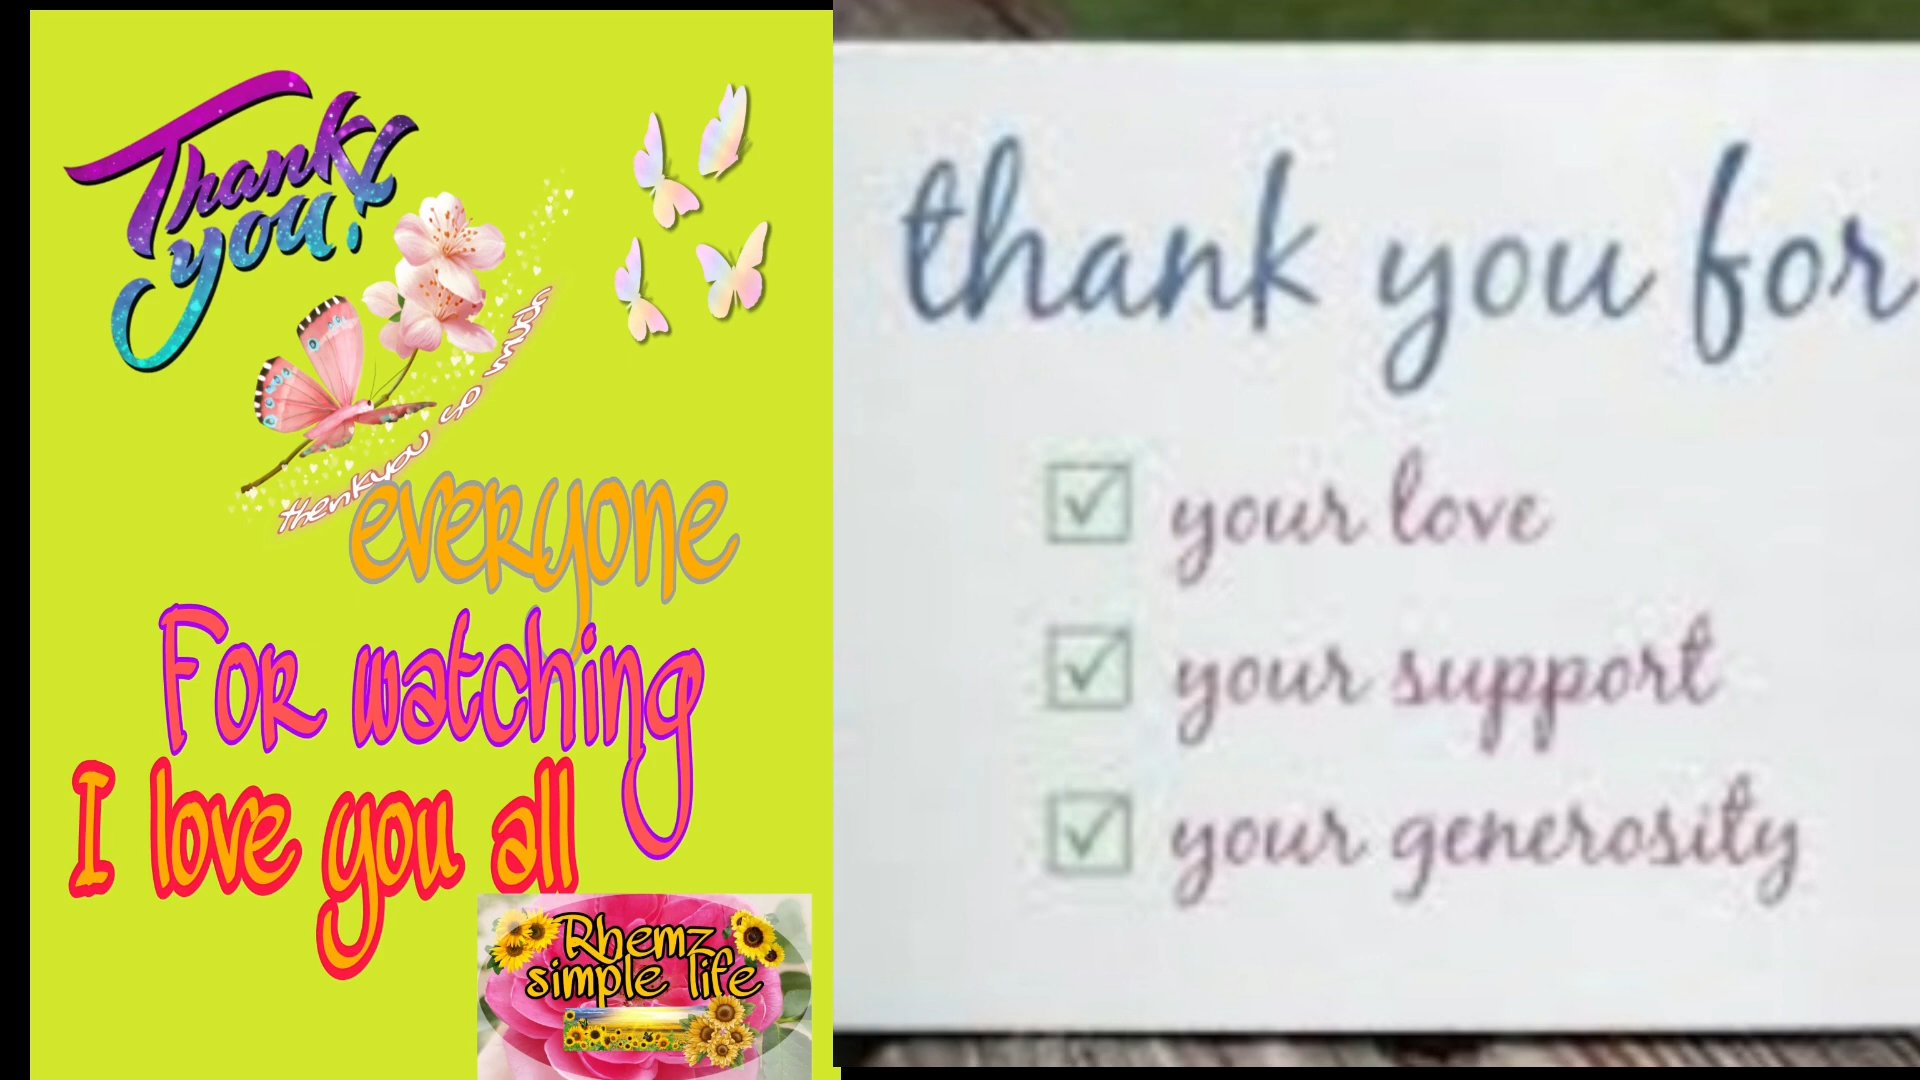 Thank
you!
thenkyou so much
everyone
For watching
I love you all
Rhemz
simple life
thank you for
your love
your support
your generosity